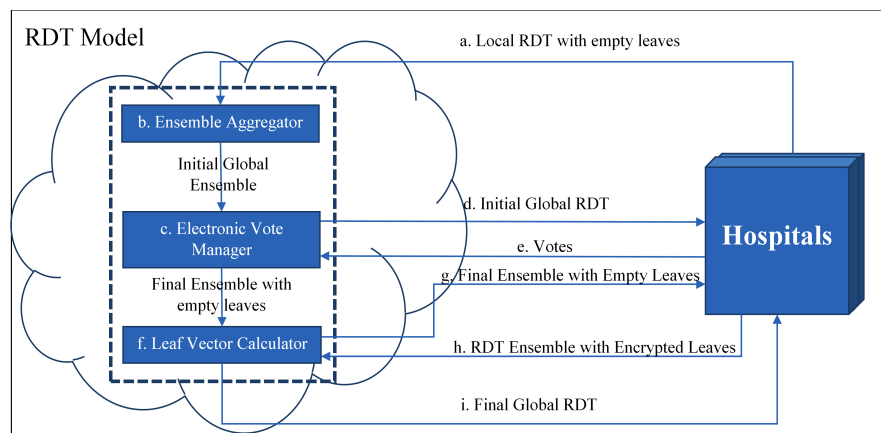 RDT Model
a. Local RDT with empty leaves
b. Ensemble Aggregator
Initial Global
Ensemble
d. Initial Global RDT
c. Electronic Vote
Manager
Hospitals
e. Votes
g. Final Ensemble with Empty Leaves
Final Ensemble with
empty leaves
f. Leaf Vector Calculator
h. RDT Ensemble with Encrypted Leaves
i. Final Global RDT